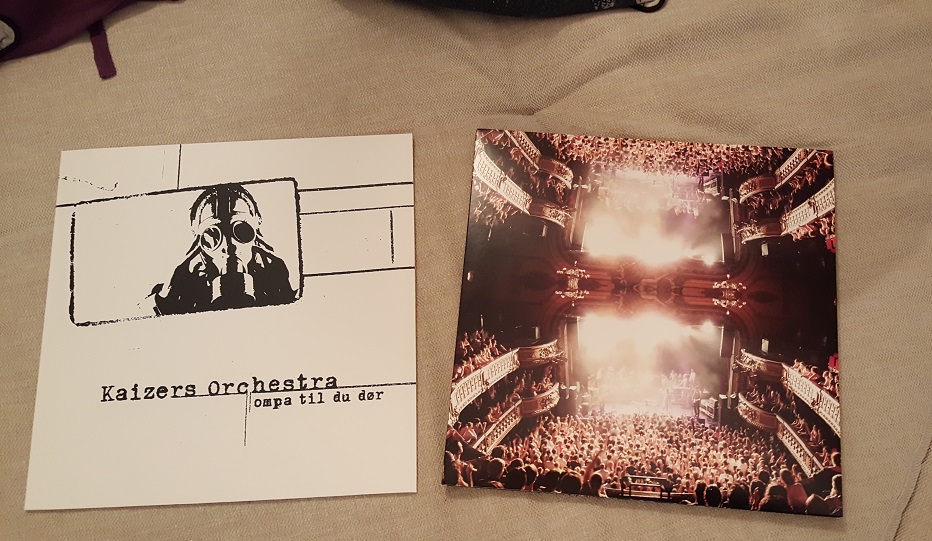 Kaizers Orchestra
ompa til du dør